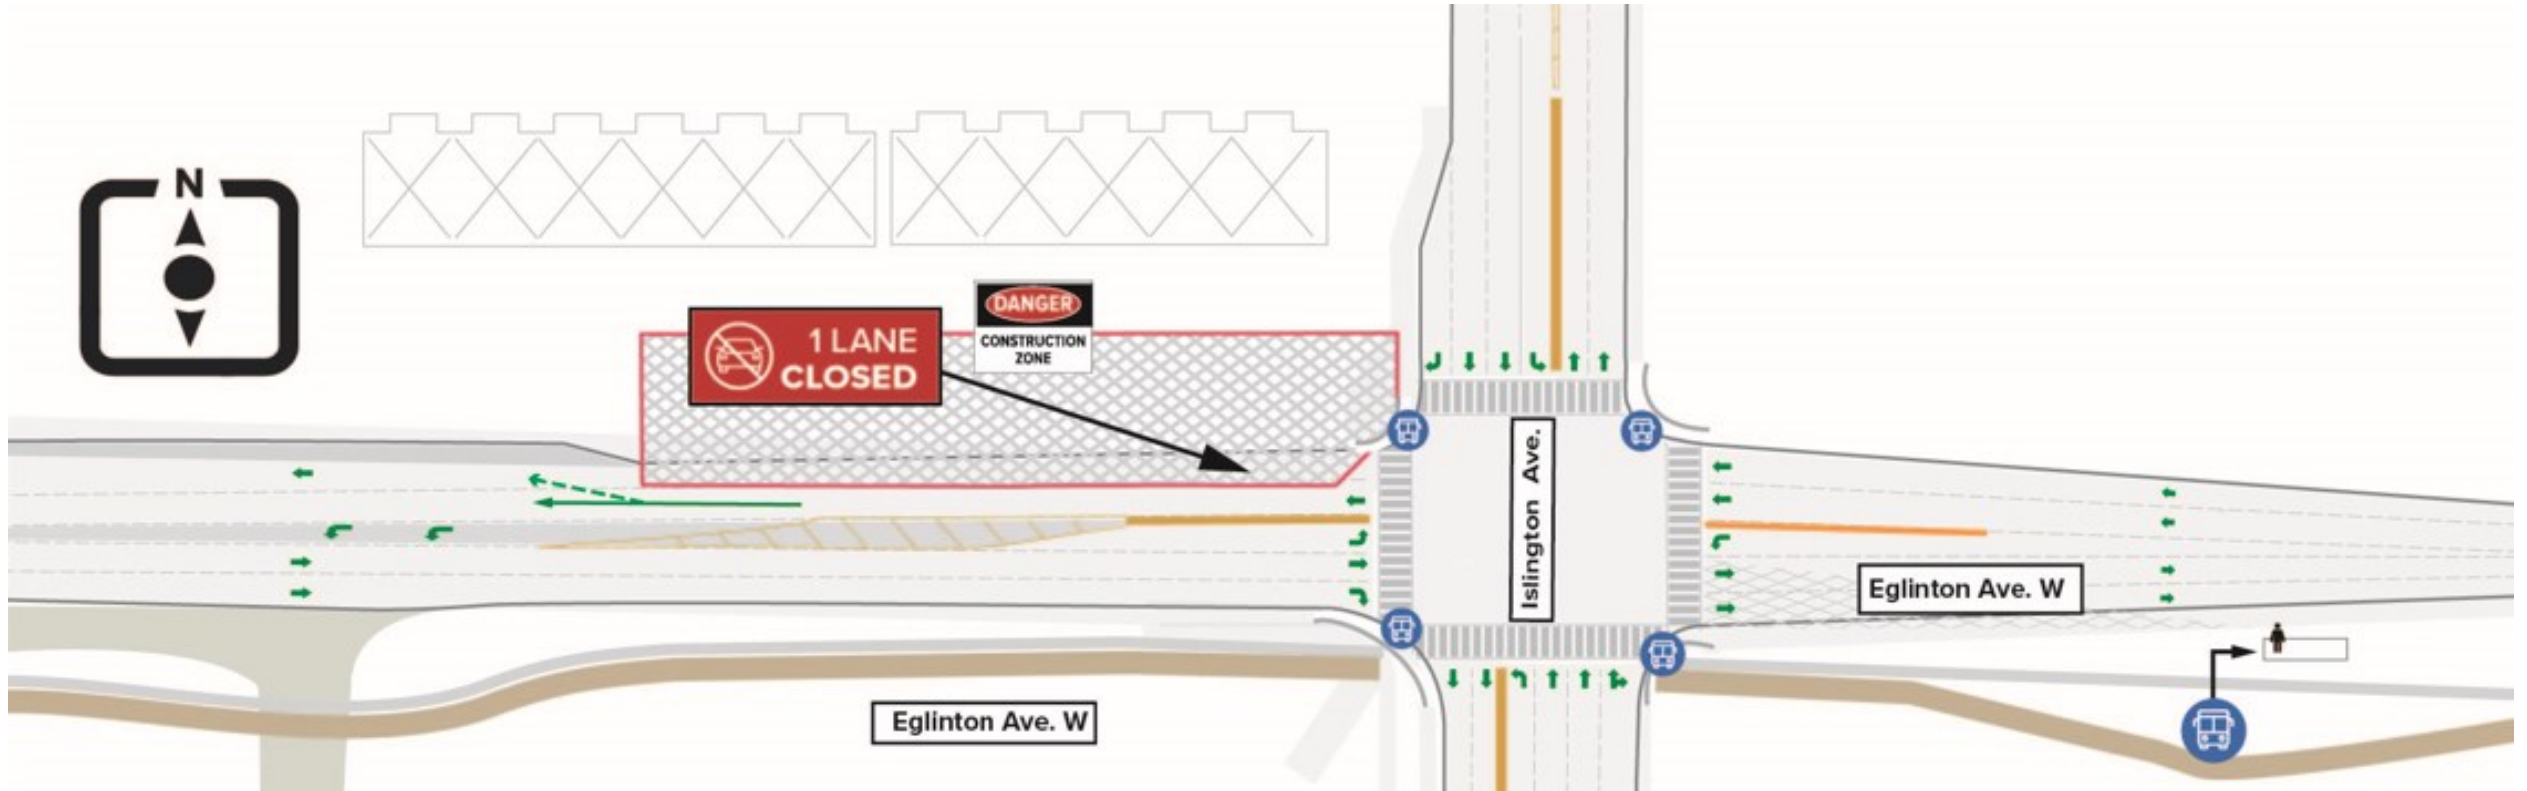 N
1 LANE
CLOSED
DANGER
CONSTRUCTION
ZONE
Islington Ave.
Eglinton Ave. W
Eglinton Ave. W